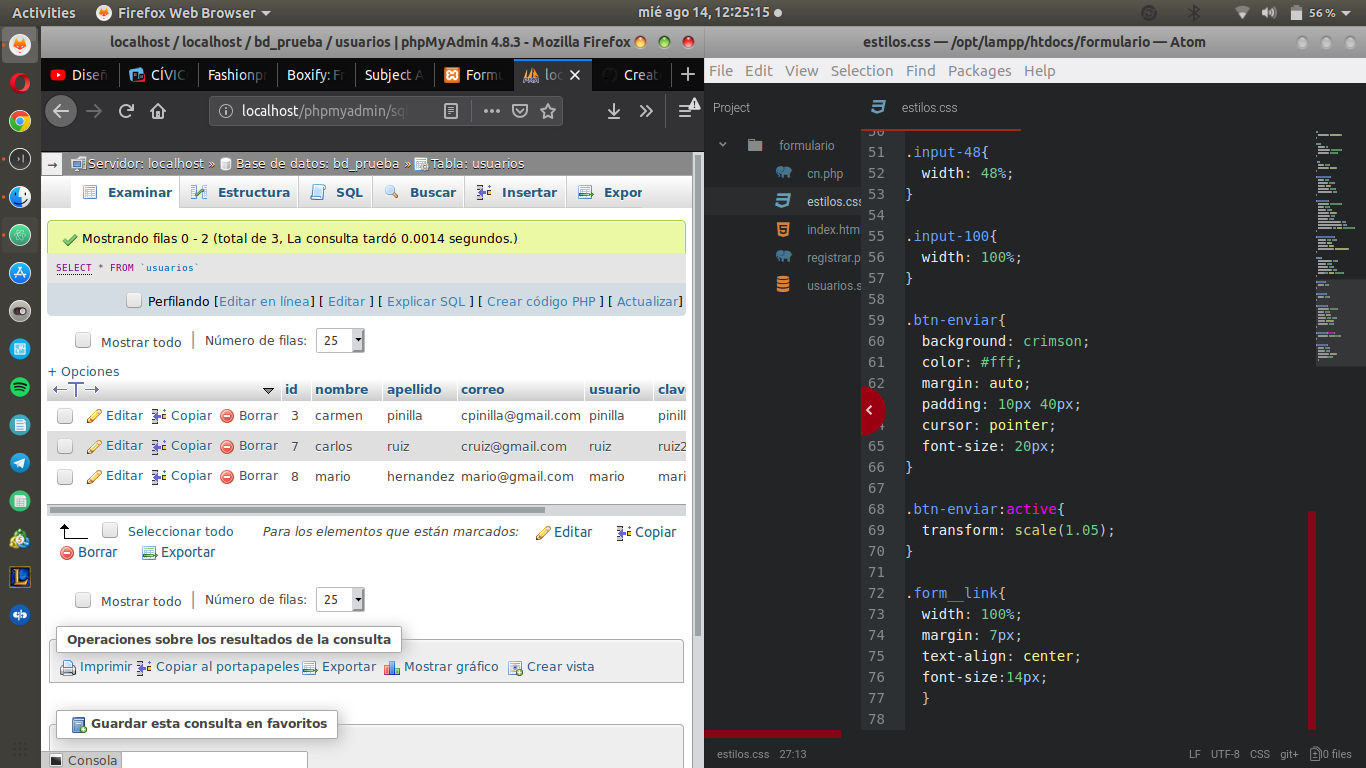 Activities Firefox Web Browser mié ago 14, 12:25:15 56 %
localhost / localhost / bd_prueba / usuarios | phpMyAdmin 4.8.3 - Mozilla Firefox
Diseñ CÍVIC Fashionpr Boxify: Fr Subject A Formu loc Create
localhost/phpmyadmin/sql
Servidor: localhost » Base de datos: bd_prueba » Tabla: usuarios
Examinar Estructura SQL Buscar Insertar Expor
Mostrando filas 0 - 2 (total de 3, La consulta tardó 0.0014 segundos.)
SELECT * FROM `usuarios`
Perfilando [Editar en línea] [ Editar ] [ Explicar SQL ] [ Crear código PHP ] [ Actualizar]
Mostrar todo | Número de filas: 25
+ Opciones
←T→ id nombre apellido correo usuario clav
Editar Copiar Borrar 3 carmen pinilla cpinilla@gmail.com pinilla pinill
Editar Copiar Borrar 7 carlos ruiz cruiz@gmail.com ruiz ruiz2
Editar Copiar Borrar 8 mario hernandez mario@gmail.com mario mari
Seleccionar todo Para los elementos que están marcados: Editar Copiar
Borrar Exportar
Mostrar todo | Número de filas: 25
Operaciones sobre los resultados de la consulta
Imprimir Copiar al portapapeles Exportar Mostrar gráfico Crear vista
Guardar esta consulta en favoritos
Consola
estilos.css — /opt/lampp/htdocs/formulario — Atom
File Edit View Selection Find Packages Help
Project
formulario
cn.php
estilos.css
index.htm
registrar.p
usuarios.s
estilos.css
50
51 .input-48{
52 width: 48%;
53 }
54
55 .input-100{
56 width: 100%;
57 }
58
59 .btn-enviar{
60 background: crimson;
61 color: #fff;
62 margin: auto;
padding: 10px 40px;
cursor: pointer;
65 font-size: 20px;
66 }
67
68 .btn-enviar:active{
69 transform: scale(1.05);
70 }
71
72 .form__link{
73 width: 100%;
74 margin: 7px;
75 text-align: center;
76 font-size:14px;
77 }
78
estilos.css 27:13 LF UTF-8 CSS git+ 0 files